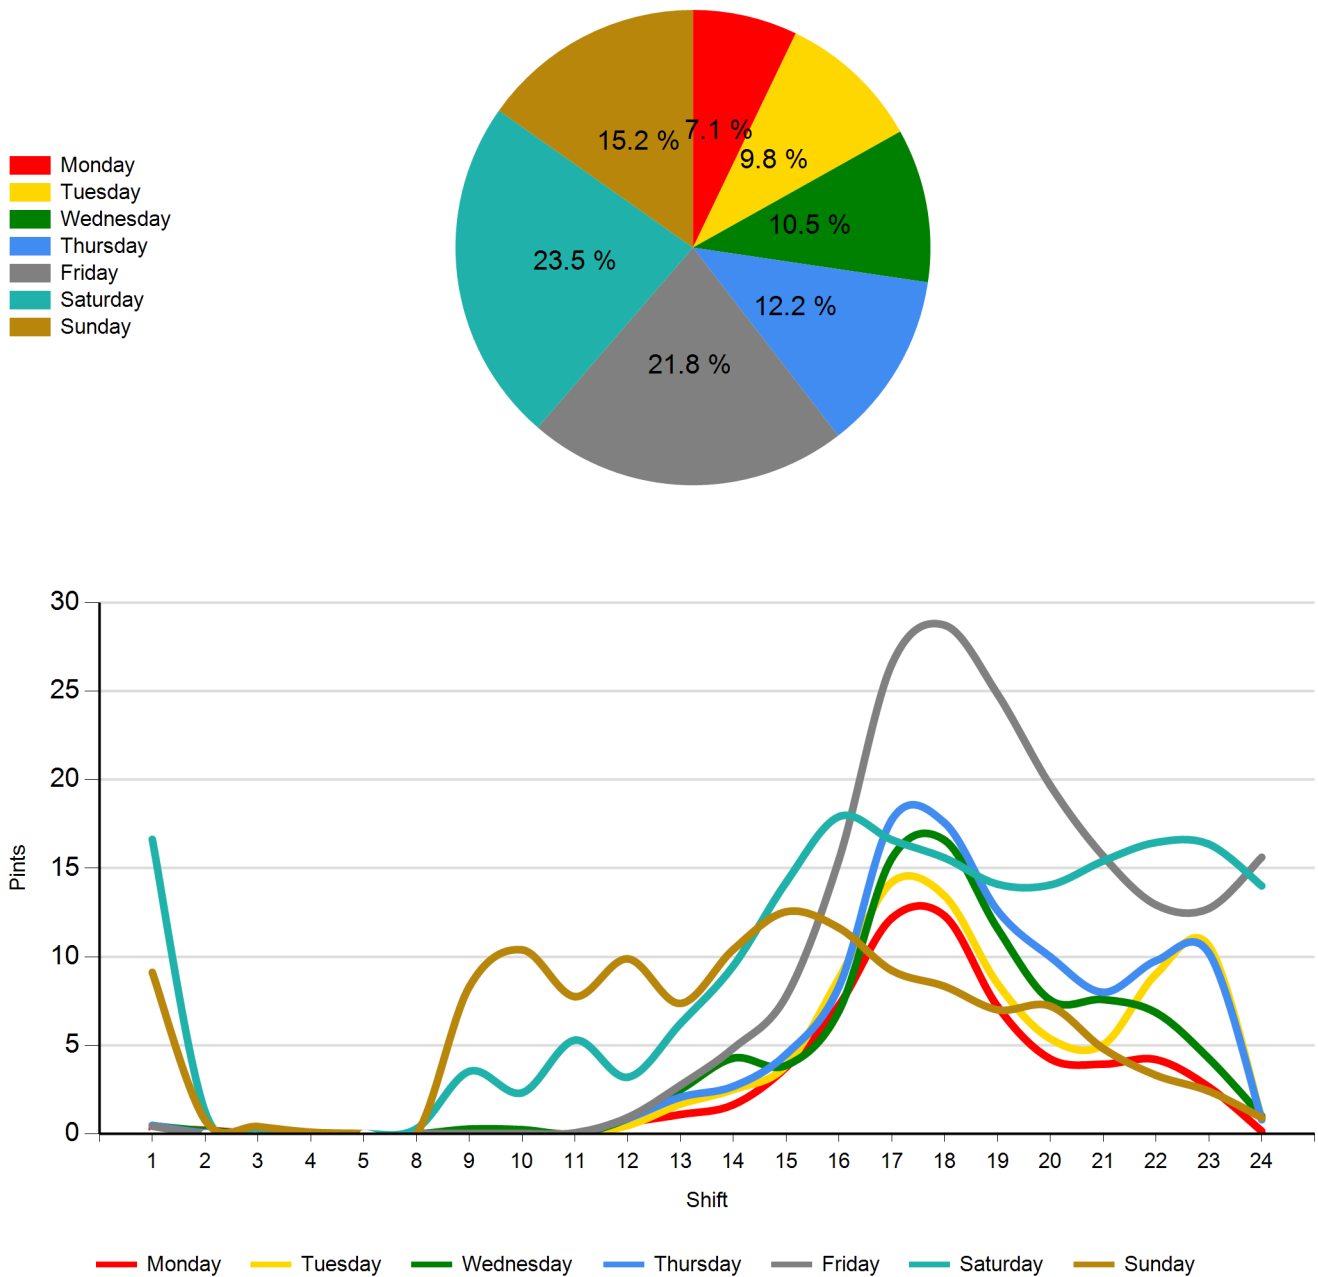 7.1 %
15.2 %
9.8 %
Monday
Tuesday
Wednesday
10.5 %
Thursday
23.5 %
Friday
Saturday
12.2 %
Sunday
21.8 %
30
25
20
15
Pints
10
5
0
1 2 3 4 5 8 9 10 11 12 13 14 15 16 17 18 19 20 21 22 23 24
Shift
Monday Tuesday Wednesday Thursday Friday Saturday Sunday